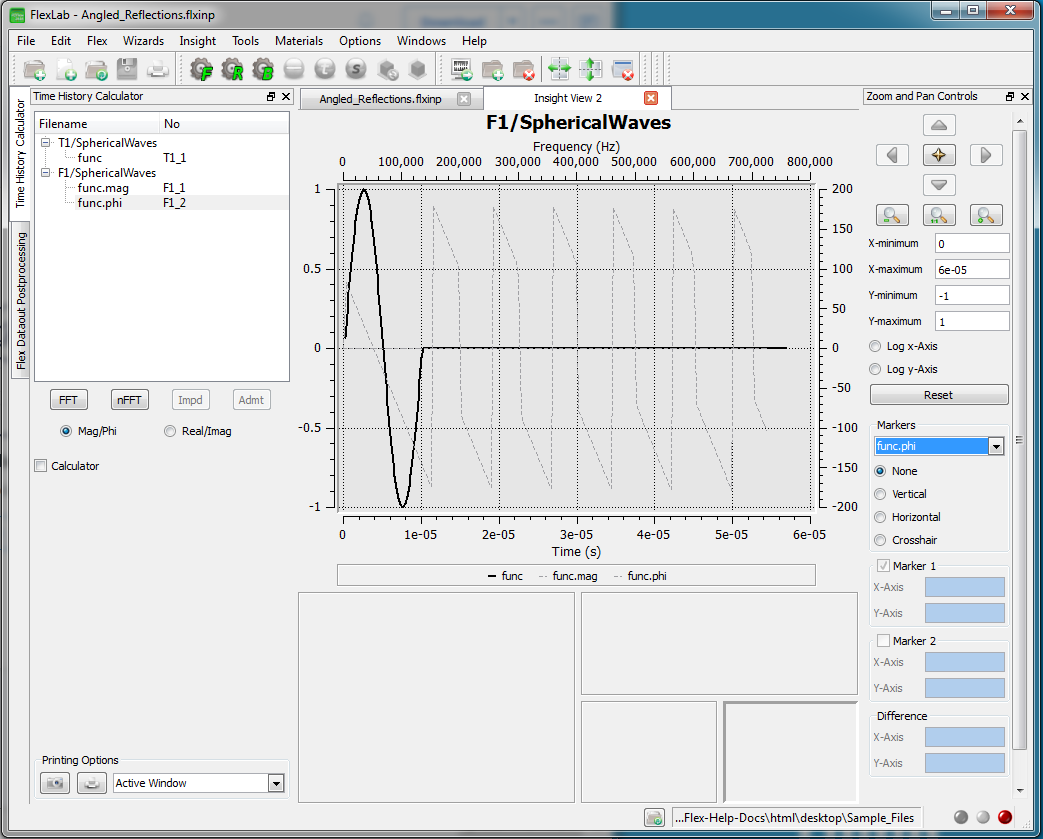 FlexLab - Angled_Reflections.flxinp
File Edit Flex Wizards Insight Tools Materials Options Windows Help
Time History Calculator
Flex Dataout Postprocessing
Time History Calculator
Filename No
T1/SphericalWaves
func T1_1
F1/SphericalWaves
func.mag F1_1
func.phi F1_2
FFT nFFT Impd Admt
Mag/Phi Real/Imag
Calculator
Printing Options
Active Window
Angled_Reflections.flxinp Insight View 2
F1/SphericalWaves
Frequency (Hz)
0 100,000 200,000 300,000 400,000 500,000 600,000 700,000 800,000
1 200
150
0.5 100
50
0 0
-50
-0.5 -100
-150
-1 -200
0 1e-05 2e-05 3e-05 4e-05 5e-05 6e-05
Time (s)
func func.mag func.phi
Zoom and Pan Controls
X-minimum 0
X-maximum 6e-05
Y-minimum -1
Y-maximum 1
Log x-Axis
Log y-Axis
Reset
Markers
func.phi
None
Vertical
Horizontal
Crosshair
Marker 1
X-Axis
Y-Axis
Marker 2
X-Axis
Y-Axis
Difference
X-Axis
Y-Axis
...Flex-Help-Docs\html\desktop\Sample_Files